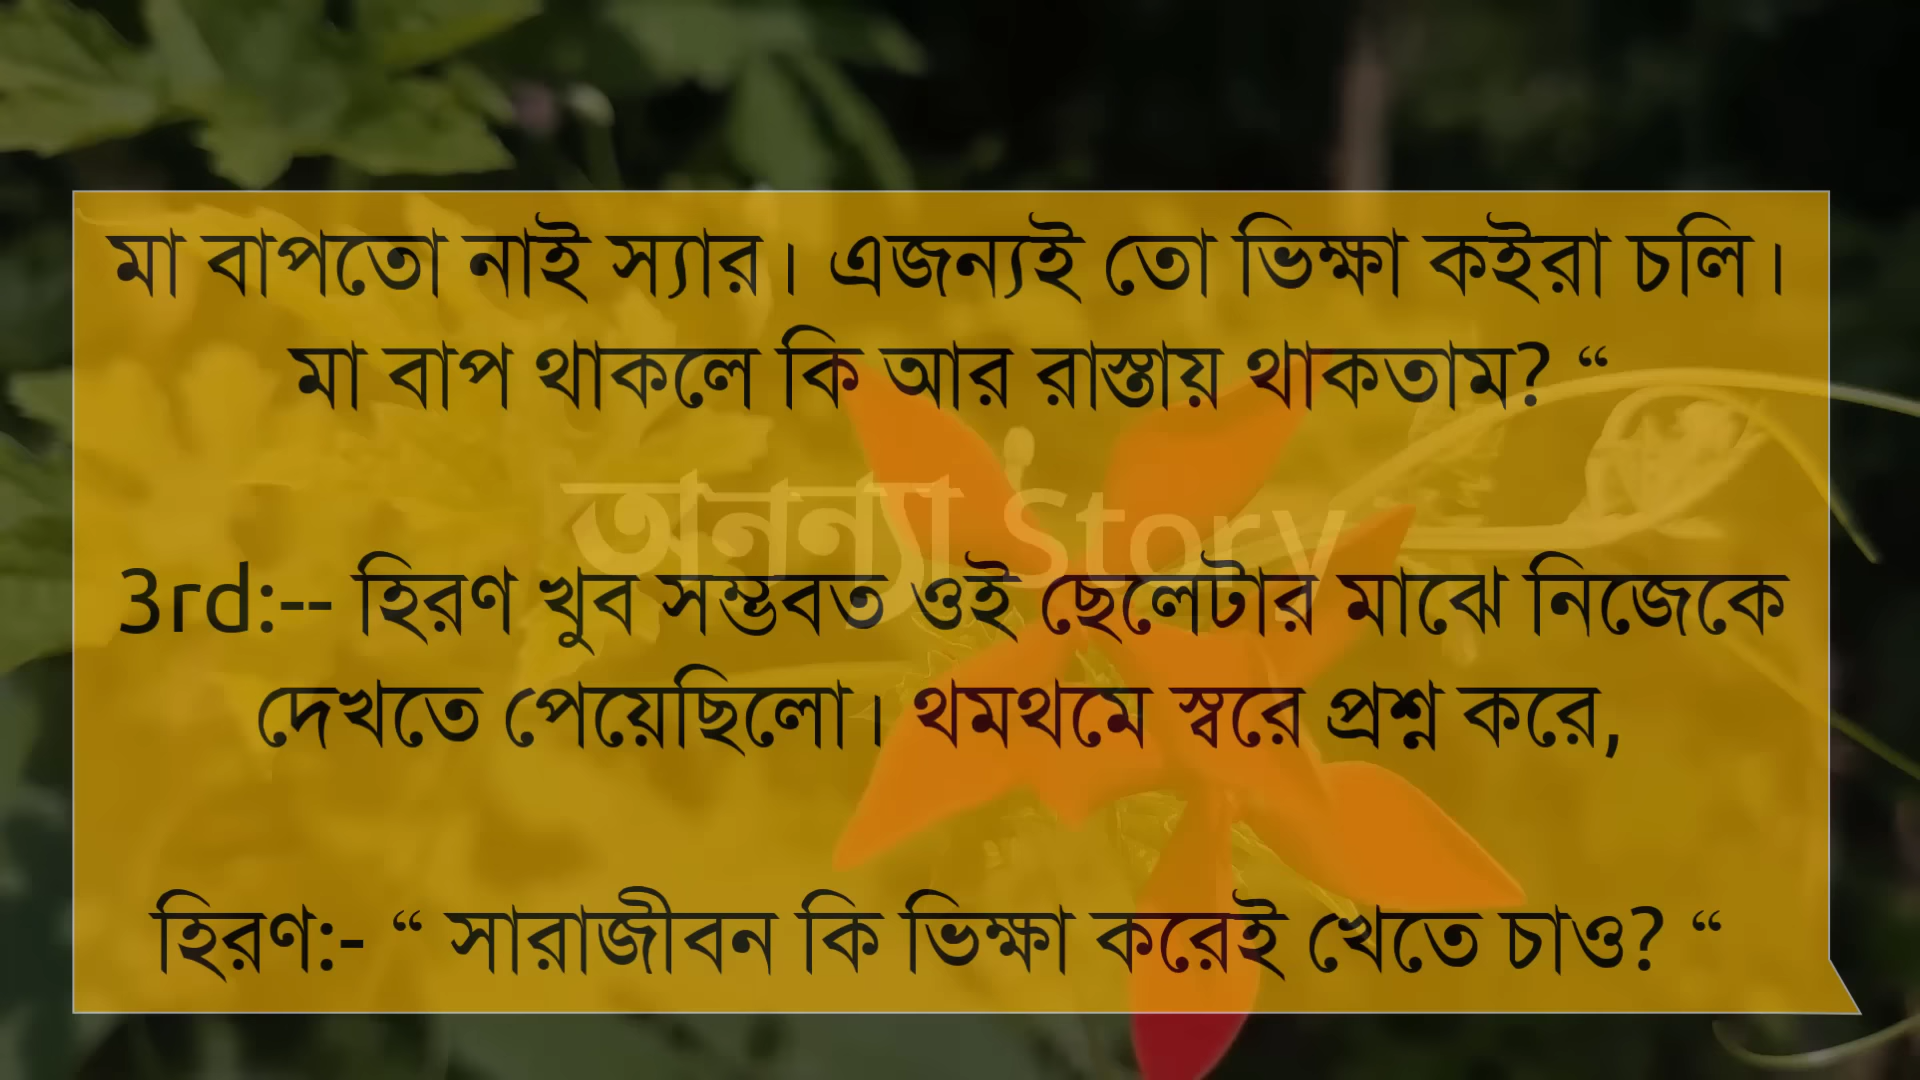 মা বাপতো নাই স্যার। এজন্যই তো ভিক্ষা কইরা চলি।
মা বাপ থাকলে কি আর রাস্তায় থাকতাম? “
অনন্যা Story
3rd:-- হিরণ খুব সম্ভবত ওই ছেলেটার মাঝে নিজেকে
দেখতে পেয়েছিলো। থমথমে স্বরে প্রশ্ন করে,
হিরণ:- “ সারাজীবন কি ভিক্ষা করেই খেতে চাও? “